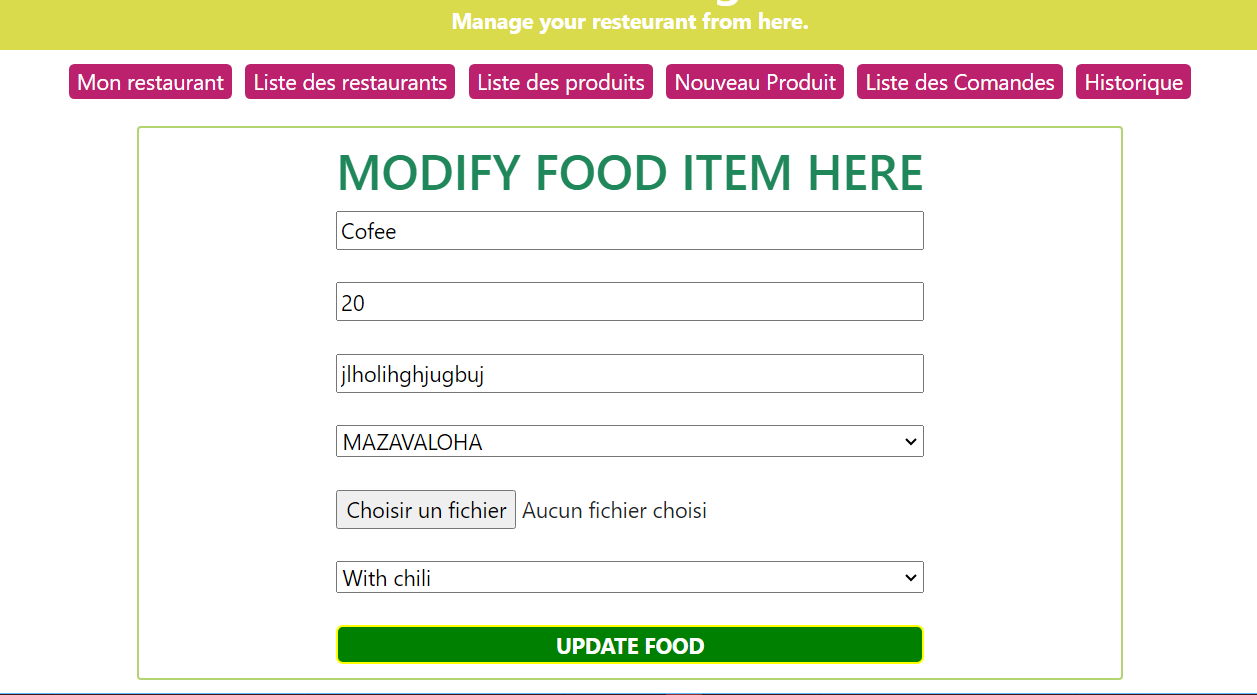 Manage your resteurant from here.
Mon restaurant Liste des restaurants Liste des produits Nouveau Produit Liste des Comandes Historique
MODIFY FOOD ITEM HERE
Cofee
20
jlholihghjugbuj
MAZAVALOHA
Choisir un fichier Aucun fichier choisi
With chili
UPDATE FOOD